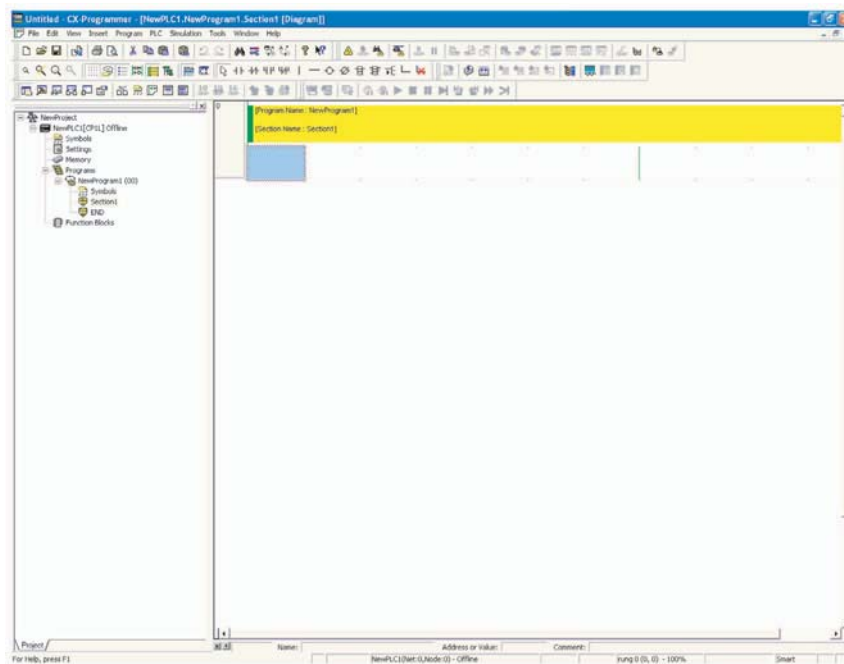 Untitled - CX-Programmer - [NewPLC1.NewProgram1.Section1 [Diagram]]
File Edit View Insert Program PLC Simulation Tools Window Help
NewProject
NewPLC1[CP1L] Offline
Symbols
Settings
Memory
Programs
NewProgram1 (00)
Symbols
Section1
END
Function Blocks
0
[Program Name : NewProgram1]
[Section Name : Section1]
Project
Name:
Address or Value:
Comment:
For Help, press F1
NewPLC1(Net:0,Node:0) - Offline
rung 0 (0, 0) - 100%
Smart